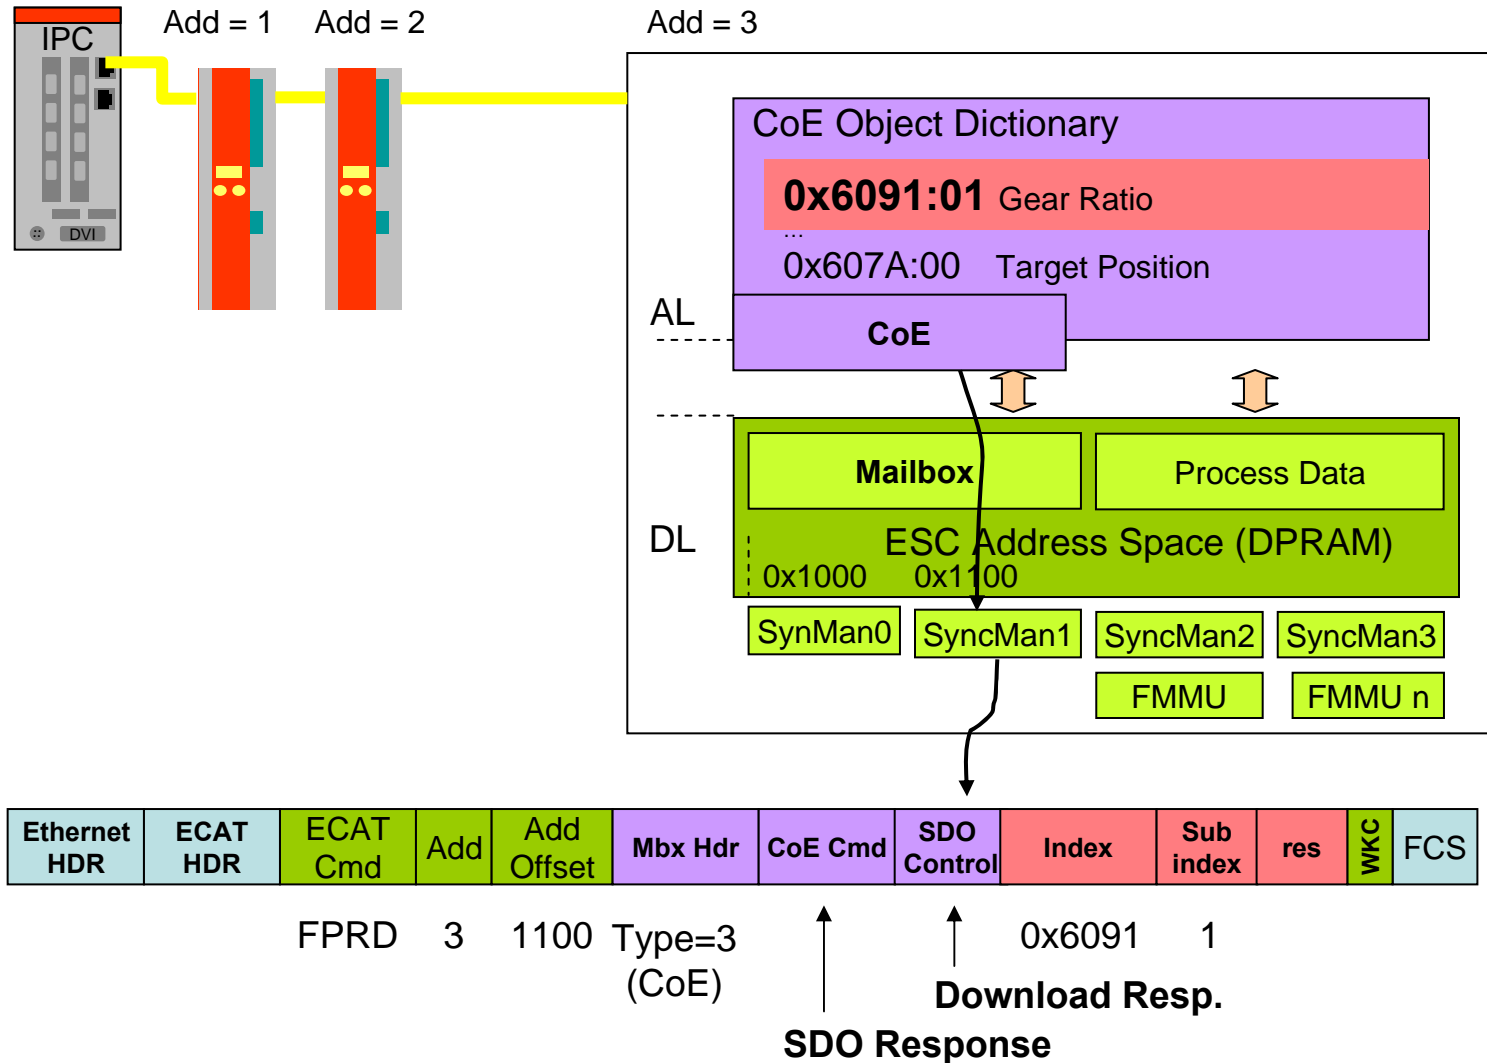 Add = 1
Add = 2
Add = 3
IPC
DVI
CoE Object Dictionary
0x6091:01 Gear Ratio
...
0x607A:00 Target Position
AL
CoE
Mailbox
Process Data
DL
ESC Address Space (DPRAM)
0x1000
0x1100
SynMan0
SyncMan1
SyncMan2
SyncMan3
FMMU
FMMU n
Ethernet
HDR
ECAT
HDR
ECAT
Cmd
Add
Add
Offset
Mbx Hdr
CoE Cmd
SDO
Control
Index
Sub
index
res
WKC
FCS
FPRD
3
1100
Type=3
(CoE)
0x6091
1
Download Resp.
SDO Response